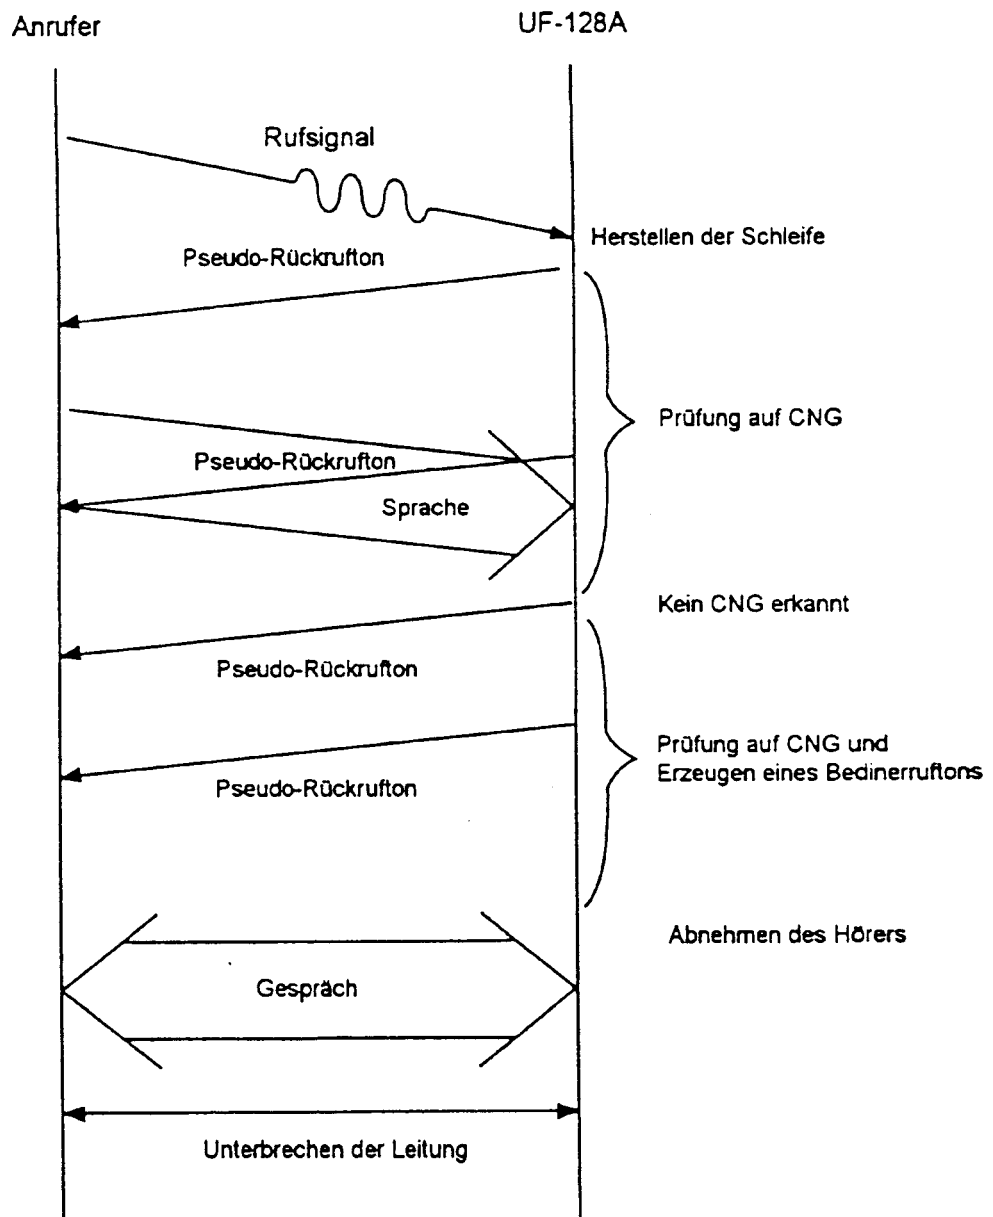 Anrufer
UF-128A
Rufsignal
Herstellen der Schleife
Pseudo-Rückrufton
Prüfung auf CNG
Pseudo-Rückrufton
Sprache
Kein CNG erkannt
Pseudo-Rückrufton
Prüfung auf CNG und
Erzeugen eines Bedinerruftons
Pseudo-Rückrufton
Abnehmen des Hörers
Gespräch
Unterbrechen der Leitung